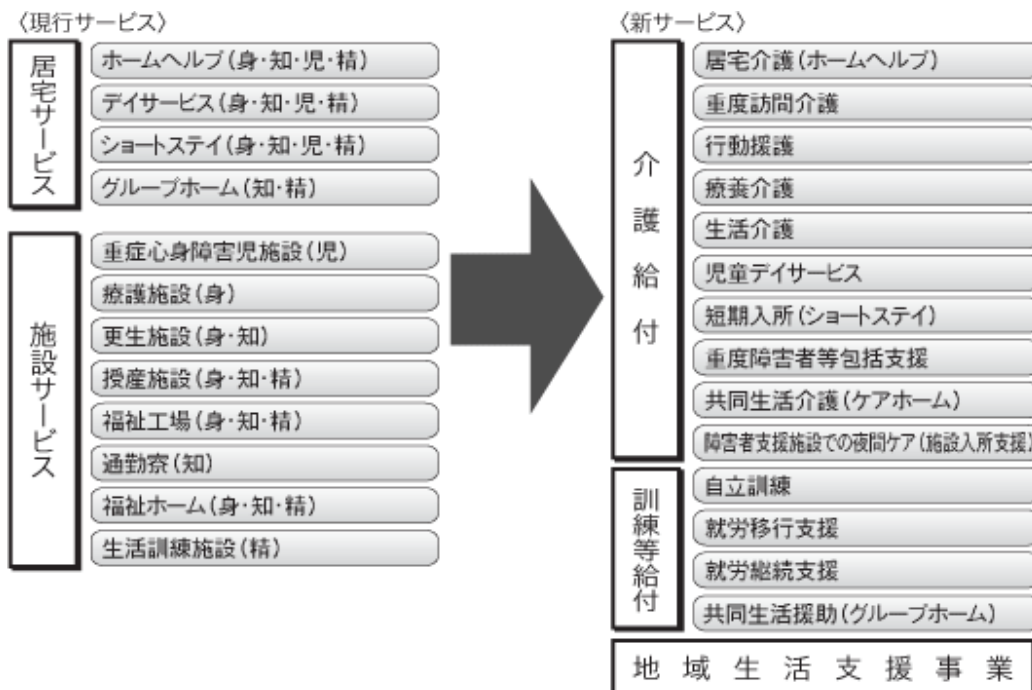 〈現行サービス〉
居宅サービス
ホームヘルプ(身・知・児・精)
デイサービス(身・知・児・精)
ショートステイ(身・知・児・精)
グループホーム(知・精)
施設サービス
重症心身障害児施設(児)
療護施設(身)
更生施設(身・知)
授産施設(身・知・精)
福祉工場(身・知・精)
通勤寮(知)
福祉ホーム(身・知・精)
生活訓練施設(精)
〈新サービス〉
介護給付
居宅介護(ホームヘルプ)
重度訪問介護
行動援護
療養介護
生活介護
児童デイサービス
短期入所(ショートステイ)
重度障害者等包括支援
共同生活介護(ケアホーム)
障害者支援施設での夜間ケア(施設入所支援)
訓練等給付
自立訓練
就労移行支援
就労継続支援
共同生活援助(グループホーム)
地域生活支援事業